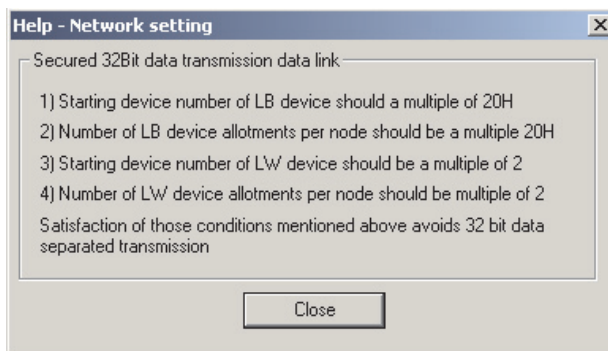 Help - Network setting
Secured 32Bit data transmission data link
1) Starting device number of LB device should a multiple of 20H
2) Number of LB device allotments per node should be a multiple 20H
3) Starting device number of LW device should be a multiple of 2
4) Number of LW device allotments per node should be multiple of 2
Satisfaction of those conditions mentioned above avoids 32 bit data
separated transmission
Close